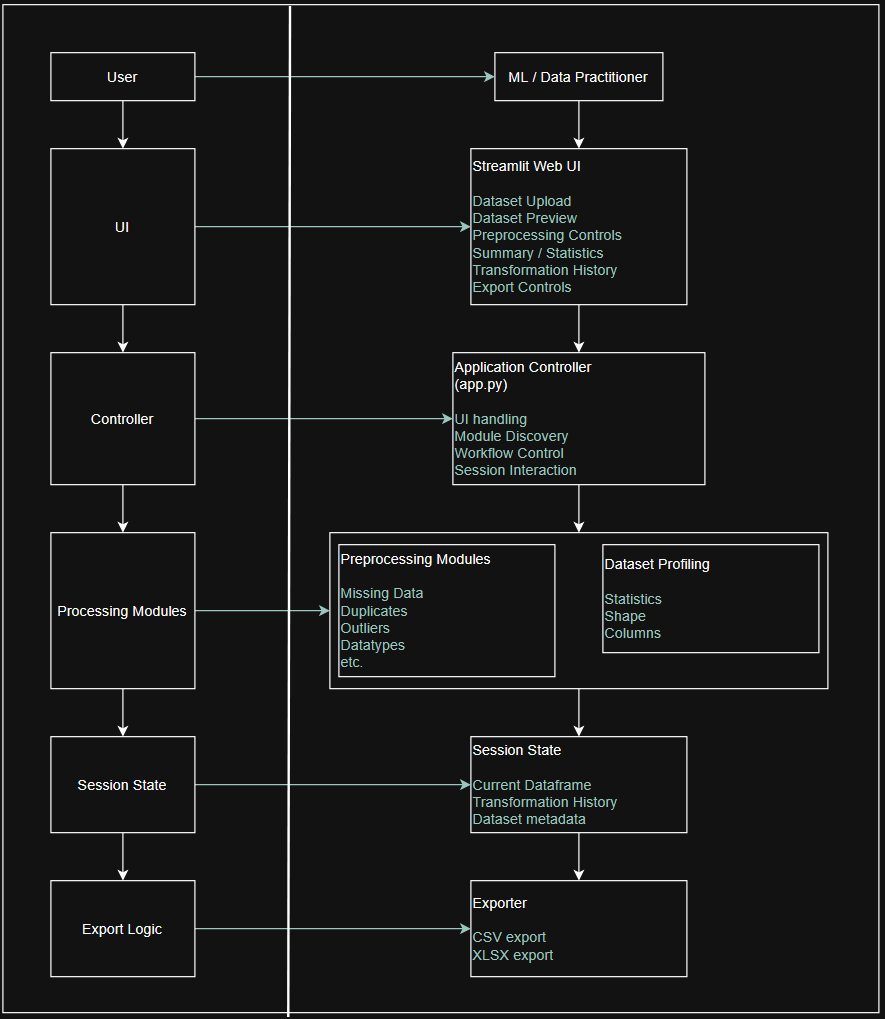 User
ML / Data Practitioner
UI
Streamlit Web UI
Dataset Upload
Dataset Preview
Preprocessing Controls
Summary / Statistics
Transformation History
Export Controls
Controller
Application Controller
(app.py)
UI handling
Module Discovery
Workflow Control
Session Interaction
Processing Modules
Preprocessing Modules
Missing Data
Duplicates
Outliers
Datatypes
etc.
Dataset Profiling
Statistics
Shape
Columns
Session State
Session State
Current Dataframe
Transformation History
Dataset metadata
Export Logic
Exporter
CSV export
XLSX export